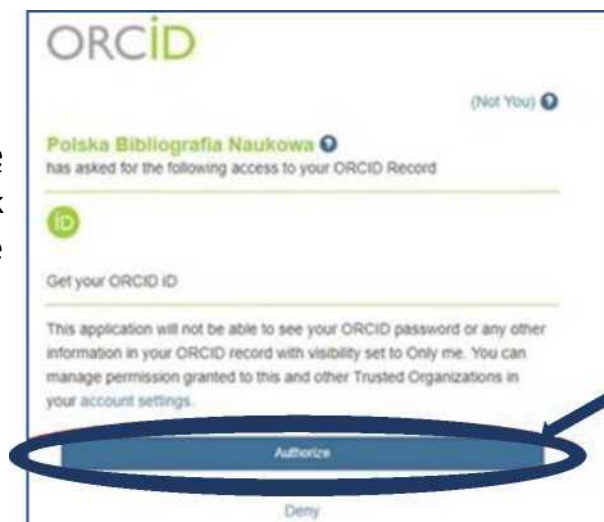 ORCID
(Not You) ?
Polska Bibliografia Naukowa ?
has asked for the following access to your ORCID Record
iD
Get your ORCID iD
This application will not be able to see your ORCID password or any other
information in your ORCID record with visibility set to Only me. You can
manage permission granted to this and other Trusted Organizations in
your account settings.
Authorize
Deny